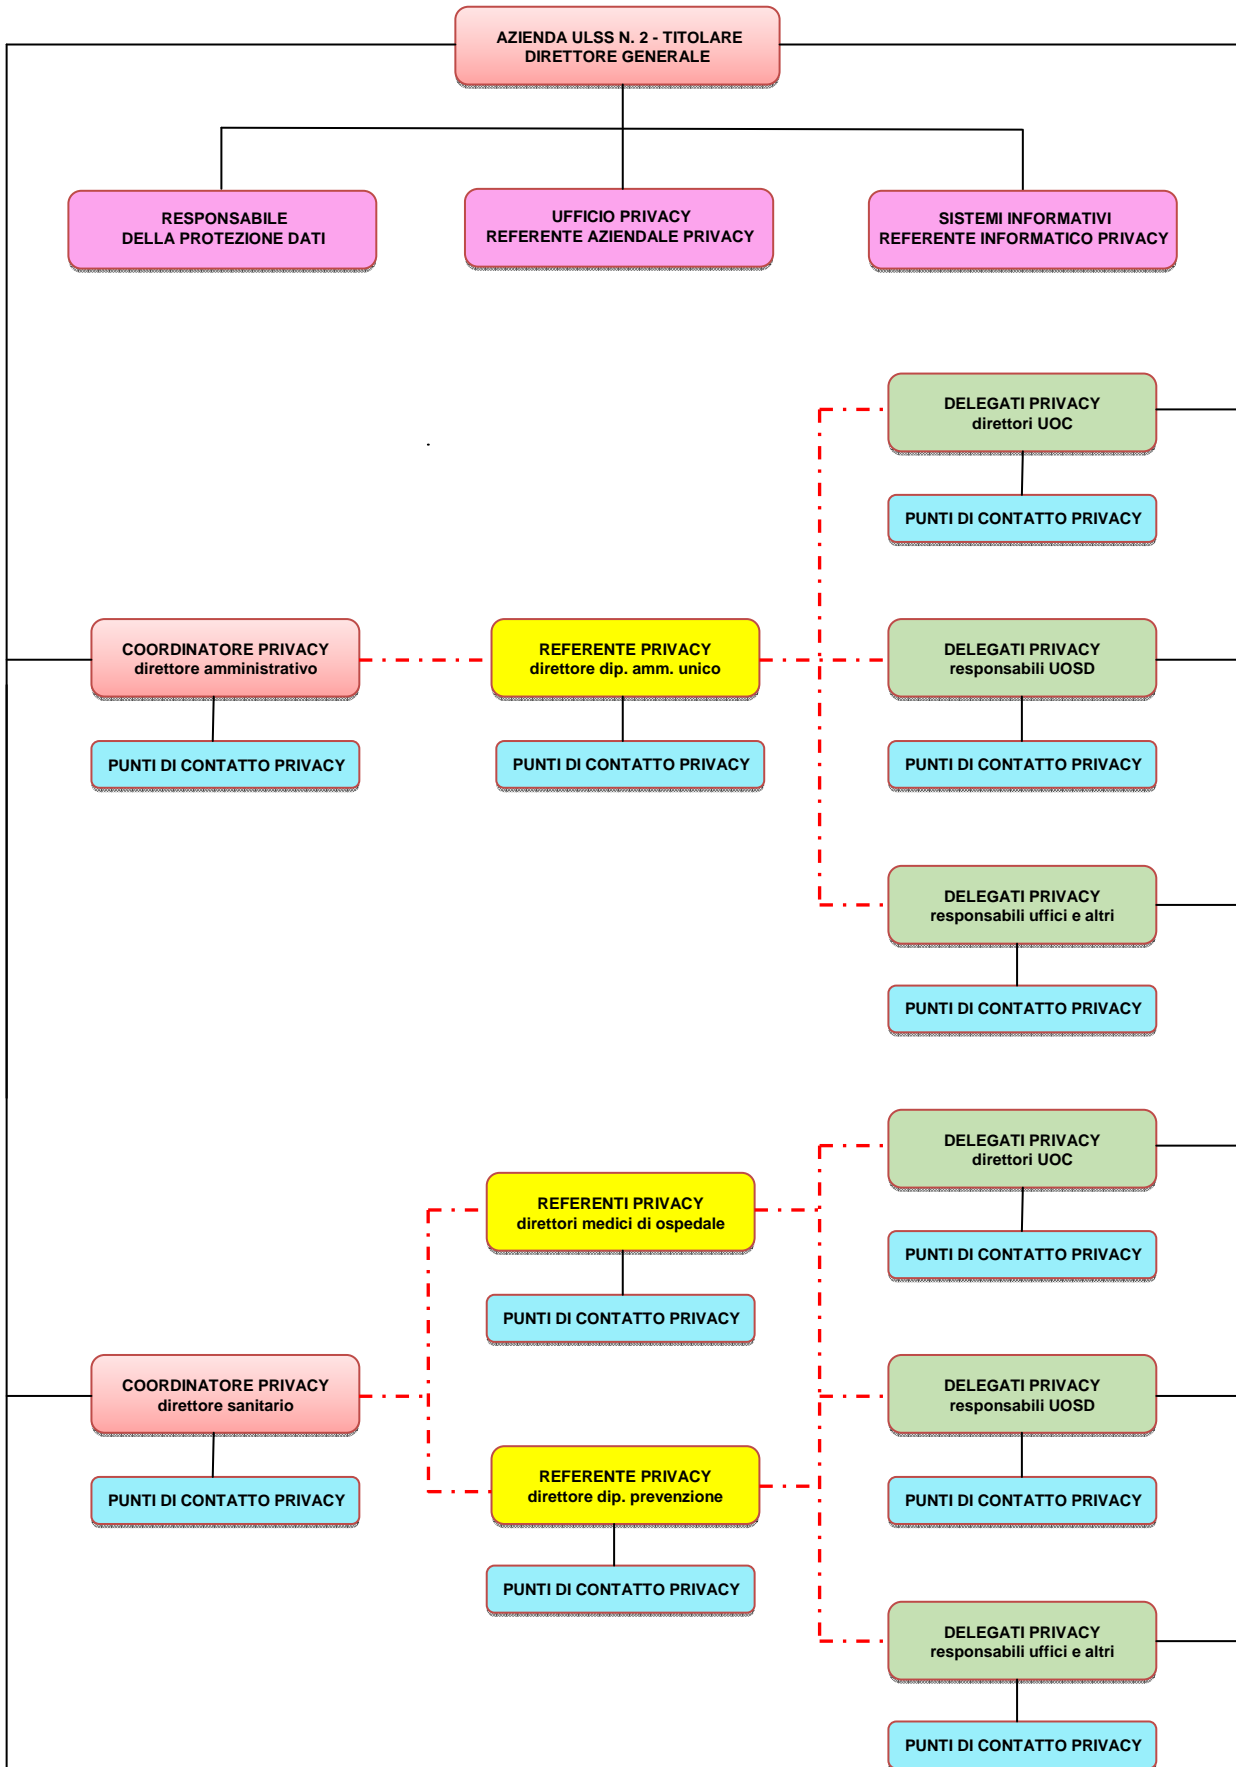 AZIENDA ULSS N. 2 - TITOLARE
DIRETTORE GENERALE
RESPONSABILE
DELLA PROTEZIONE DATI
UFFICIO PRIVACY
REFERENTE AZIENDALE PRIVACY
SISTEMI INFORMATIVI
REFERENTE INFORMATICO PRIVACY
DELEGATI PRIVACY
direttori UOC
PUNTI DI CONTATTO PRIVACY
COORDINATORE PRIVACY
direttore amministrativo
REFERENTE PRIVACY
direttore dip. amm. unico
DELEGATI PRIVACY
responsabili UOSD
PUNTI DI CONTATTO PRIVACY
PUNTI DI CONTATTO PRIVACY
PUNTI DI CONTATTO PRIVACY
DELEGATI PRIVACY
responsabili uffici e altri
PUNTI DI CONTATTO PRIVACY
DELEGATI PRIVACY
direttori UOC
REFERENTI PRIVACY
direttori medici di ospedale
PUNTI DI CONTATTO PRIVACY
PUNTI DI CONTATTO PRIVACY
COORDINATORE PRIVACY
direttore sanitario
DELEGATI PRIVACY
responsabili UOSD
REFERENTE PRIVACY
direttore dip. prevenzione
PUNTI DI CONTATTO PRIVACY
PUNTI DI CONTATTO PRIVACY
PUNTI DI CONTATTO PRIVACY
DELEGATI PRIVACY
responsabili uffici e altri
PUNTI DI CONTATTO PRIVACY